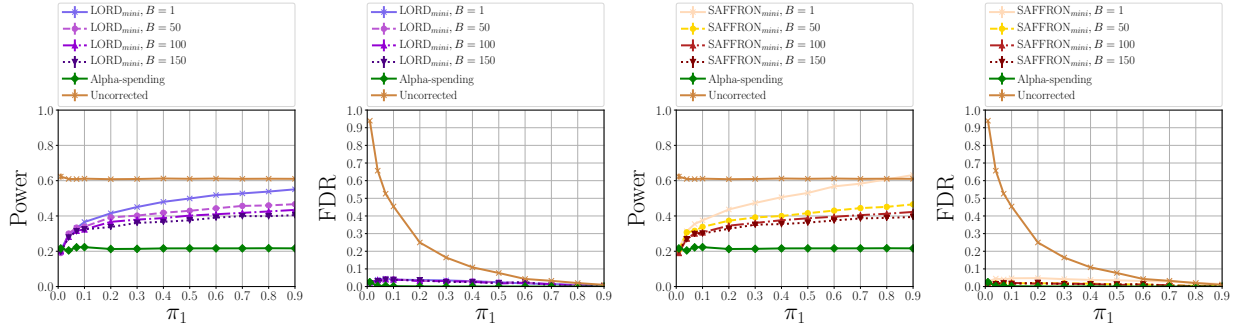 LORD_mini, B = 1
LORD_mini, B = 50
LORD_mini, B = 100
LORD_mini, B = 150
Alpha-spending
Uncorrected
1.0
0.8
0.6
0.4
0.2
0.0
Power
0.0 0.1 0.2 0.3 0.4 0.5 0.6 0.7 0.8 0.9
π₁
LORD_mini, B = 1
LORD_mini, B = 50
LORD_mini, B = 100
LORD_mini, B = 150
Alpha-spending
Uncorrected
1.0
0.9
0.8
0.7
0.6
0.5
0.4
0.3
0.2
0.1
0.0
FDR
0.0 0.1 0.2 0.3 0.4 0.5 0.6 0.7 0.8 0.9
π₁
SAFFRON_mini, B = 1
SAFFRON_mini, B = 50
SAFFRON_mini, B = 100
SAFFRON_mini, B = 150
Alpha-spending
Uncorrected
1.0
0.8
0.6
0.4
0.2
0.0
Power
0.0 0.1 0.2 0.3 0.4 0.5 0.6 0.7 0.8 0.9
π₁
SAFFRON_mini, B = 1
SAFFRON_mini, B = 50
SAFFRON_mini, B = 100
SAFFRON_mini, B = 150
Alpha-spending
Uncorrected
1.0
0.9
0.8
0.7
0.6
0.5
0.4
0.3
0.2
0.1
0.0
FDR
0.0 0.1 0.2 0.3 0.4 0.5 0.6 0.7 0.8 0.9
π₁